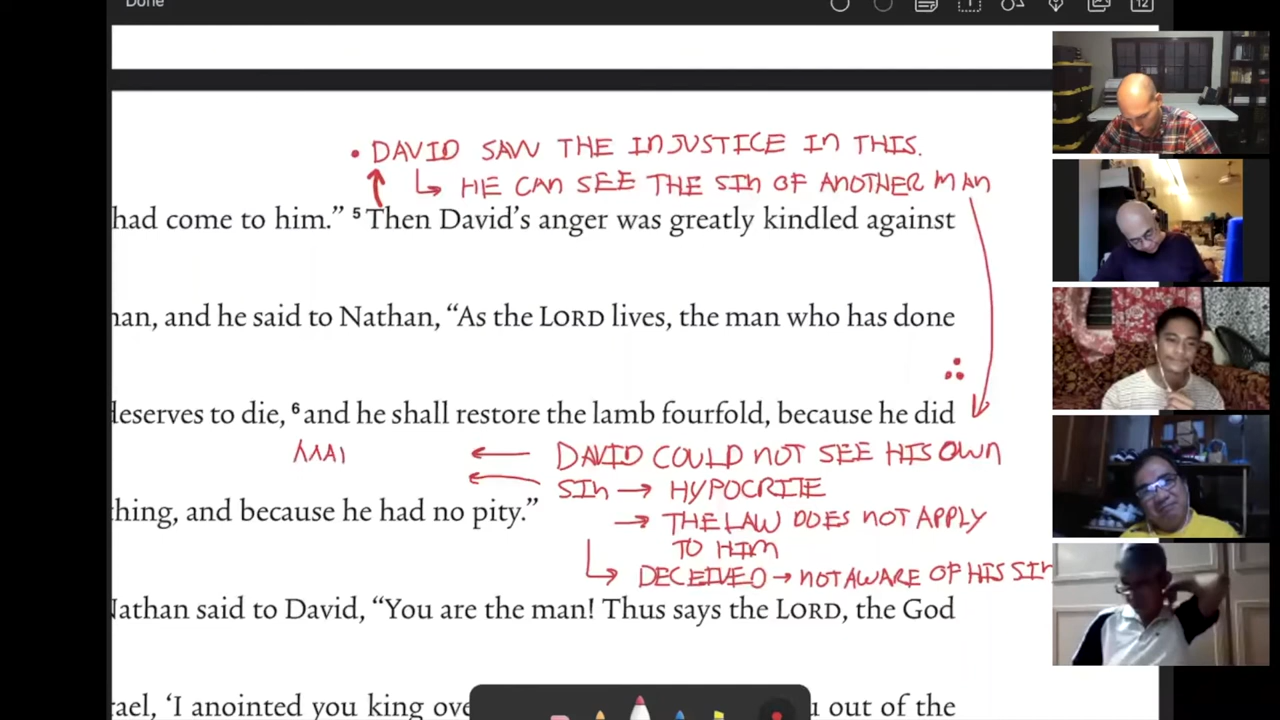 Done
12
• DAVID SAW THE INJUSTICE IN THIS.
↳ HE CAN SEE THE SIN OF ANOTHER MAN
had come to him.” ⁵ Then David’s anger was greatly kindled against
man, and he said to Nathan, “As the LORD lives, the man who has done
deserves to die, ⁶ and he shall restore the lamb fourfold, because he did
∴
← DAVID COULD NOT SEE HIS OWN
← SIN → HYPOCRITE
thing, and because he had no pity.”
→ THE LAW DOES NOT APPLY
TO HIM
↳ DECEIVED → NOT AWARE OF HIS SIN
Nathan said to David, “You are the man! Thus says the LORD, the God
rael, ‘I anointed you king ove
u out of the